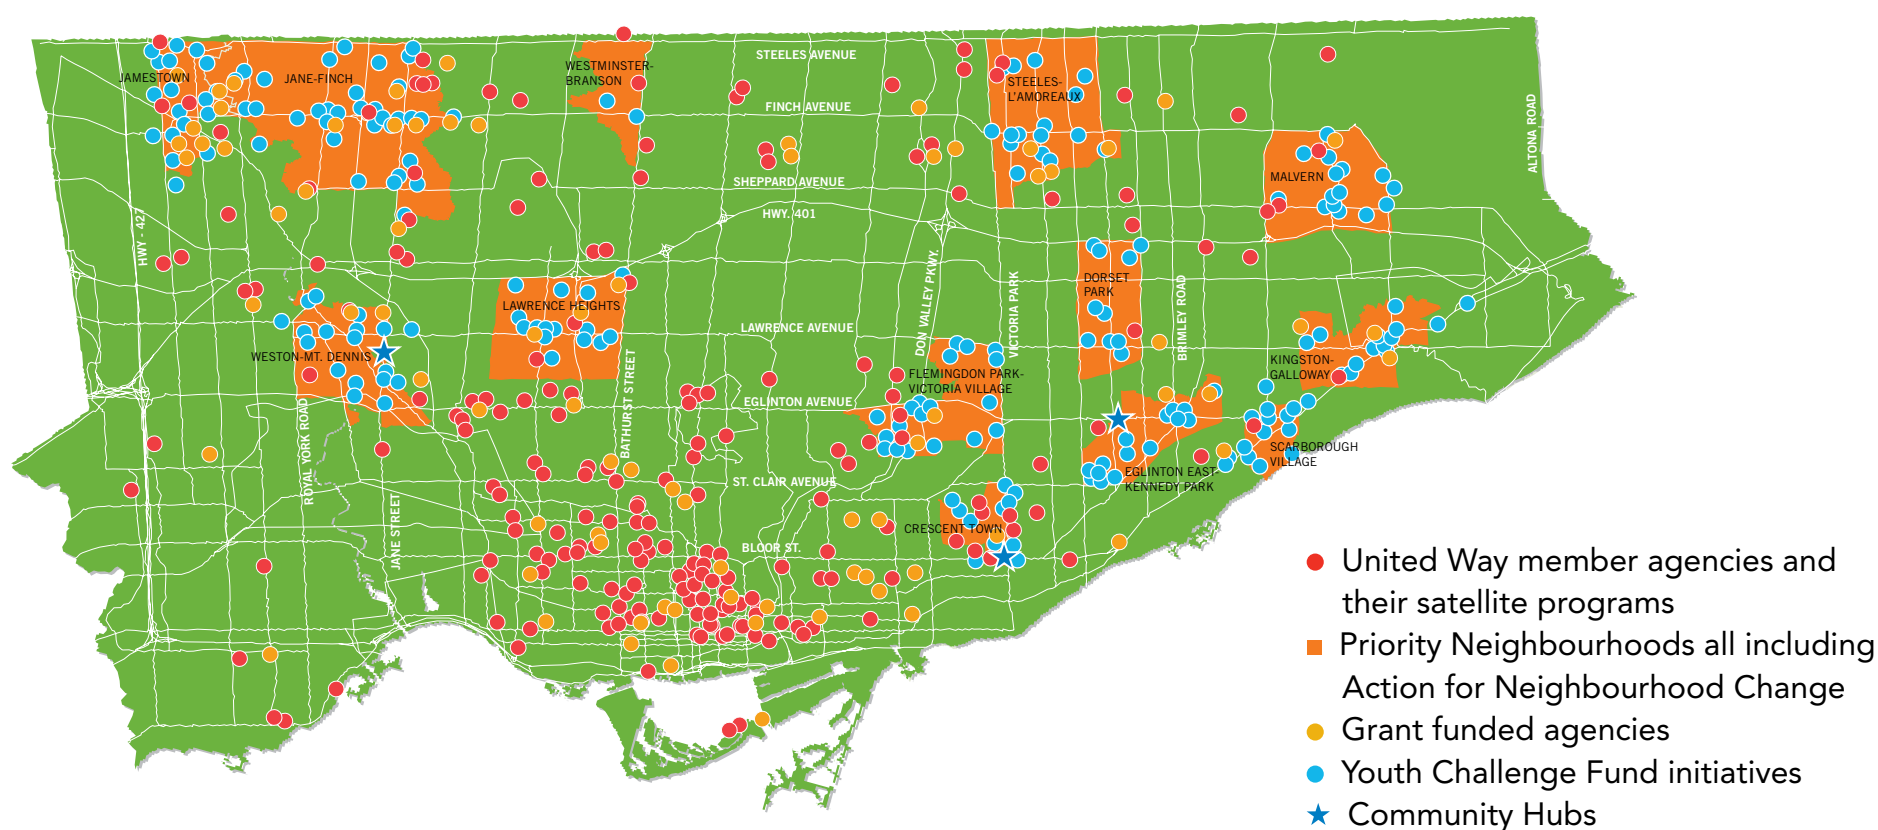 STEELES AVENUE
WESTMINSTER-
BRANSON
JAMESTOWN
JANE-FINCH
STEELES-
L'AMOREAUX
FINCH AVENUE
ALTONA ROAD
SHEPPARD AVENUE
MALVERN
HWY. 401
HWY - 427
DORSET
PARK
LAWRENCE HEIGHTS
DON VALLEY PKWY.
VICTORIA PARK
BRIMLEY ROAD
LAWRENCE AVENUE
WESTON-MT. DENNIS
KINGSTON-
GALLOWAY
FLEMINGDON PARK-
VICTORIA VILLAGE
BATHURST STREET
EGLINTON AVENUE
ROYAL YORK ROAD
SCARBOROUGH
VILLAGE
EGLINTON EAST-
KENNEDY PARK
ST. CLAIR AVENUE
JANE STREET
CRESCENT TOWN
BLOOR ST.
United Way member agencies and
their satellite programs
Priority Neighbourhoods all including
Action for Neighbourhood Change
Grant funded agencies
Youth Challenge Fund initiatives
Community Hubs